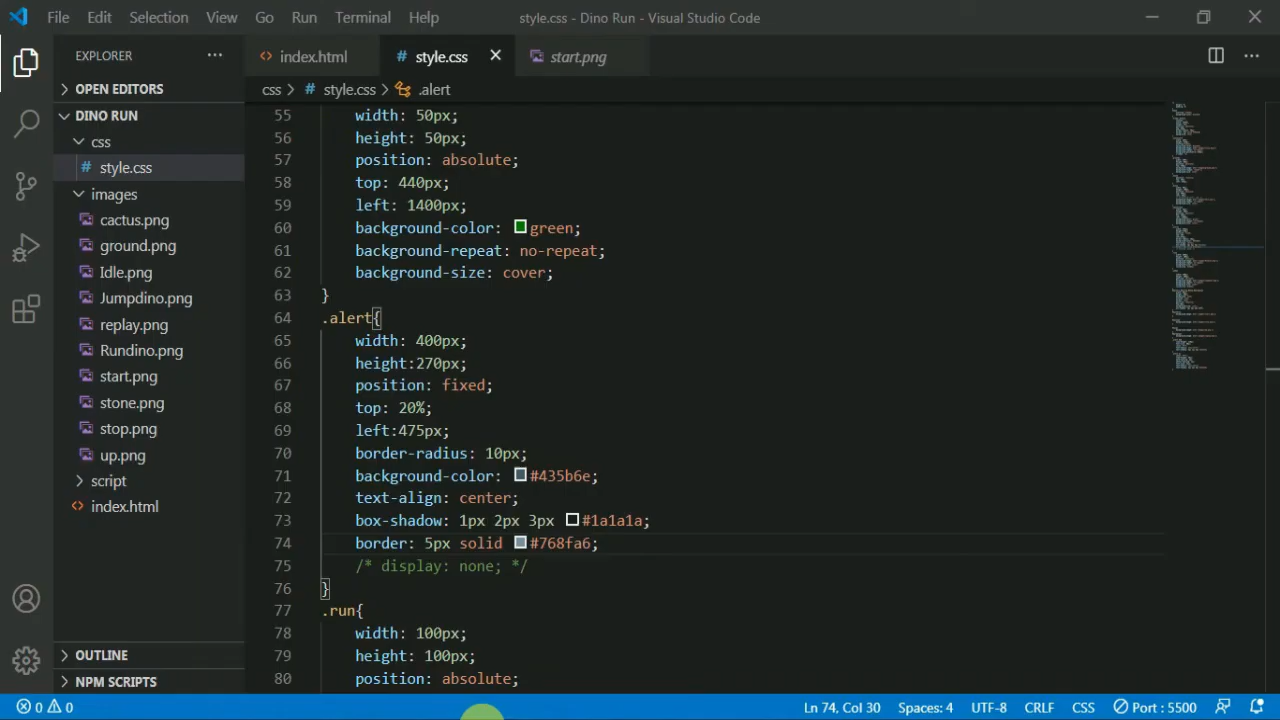 File Edit Selection View Go Run Terminal Help style.css - Dino Run - Visual Studio Code
EXPLORER
OPEN EDITORS
DINO RUN
css
style.css
images
cactus.png
ground.png
Idle.png
Jumpdino.png
replay.png
Rundino.png
start.png
stone.png
stop.png
up.png
script
index.html
OUTLINE
NPM SCRIPTS
index.html style.css start.png
css style.css .alert
55 width: 50px;
56 height: 50px;
57 position: absolute;
58 top: 440px;
59 left: 1400px;
60 background-color: green;
61 background-repeat: no-repeat;
62 background-size: cover;
63 }
64 .alert{
65 width: 400px;
66 height:270px;
67 position: fixed;
68 top: 20%;
69 left:475px;
70 border-radius: 10px;
71 background-color: #435b6e;
72 text-align: center;
73 box-shadow: 1px 2px 3px #1a1a1a;
74 border: 5px solid #768fa6;
75 /* display: none; */
76 }
77 .run{
78 width: 100px;
79 height: 100px;
80 position: absolute;
0 0 Ln 74, Col 30 Spaces: 4 UTF-8 CRLF CSS Port : 5500